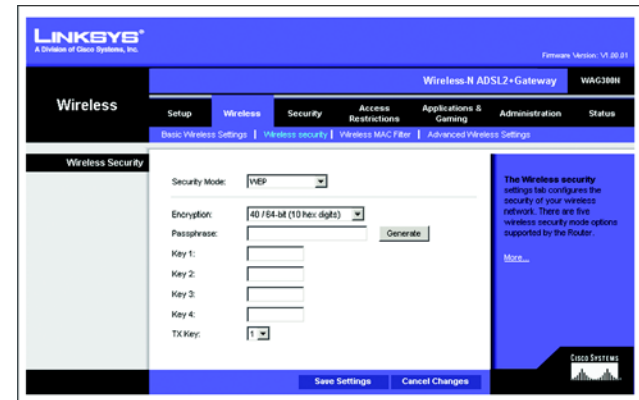 LINKSYS®
A Division of Cisco Systems, Inc.
Firmware Version: V1.00.01
Wireless-N ADSL2+Gateway WAG300N
Wireless
Setup Wireless Security Access Restrictions Applications & Gaming Administration Status
Basic Wireless Settings | Wireless security | Wireless MAC Filter | Advanced Wireless Settings
Wireless Security
Security Mode: WEP
Encryption: 40 / 64-bit (10 hex digits)
Passphrase: Generate
Key 1:
Key 2:
Key 3:
Key 4:
TX Key: 1
The Wireless security
settings tab configures the
security of your wireless
network. There are five
wireless security mode options
supported by the Router.
More...
CISCO SYSTEMS
Save Settings Cancel Changes